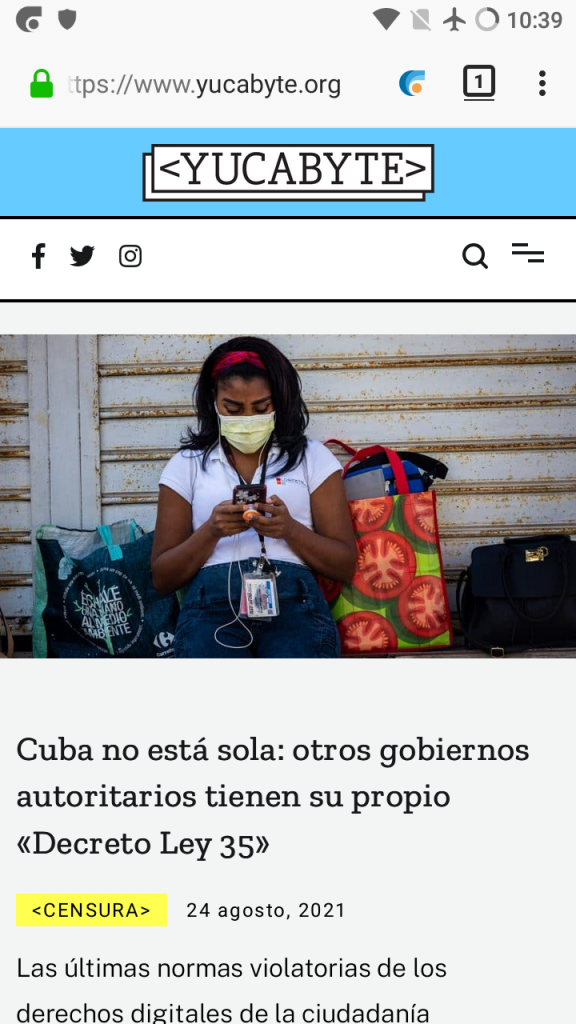 10:39
ttps://www.yucabyte.org
1
<YUCABYTE>
Carrefour
Cuba no está sola: otros gobiernos
autoritarios tienen su propio
«Decreto Ley 35»
<CENSURA>
24 agosto, 2021
Las últimas normas violatorias de los
derechos digitales de la ciudadanía